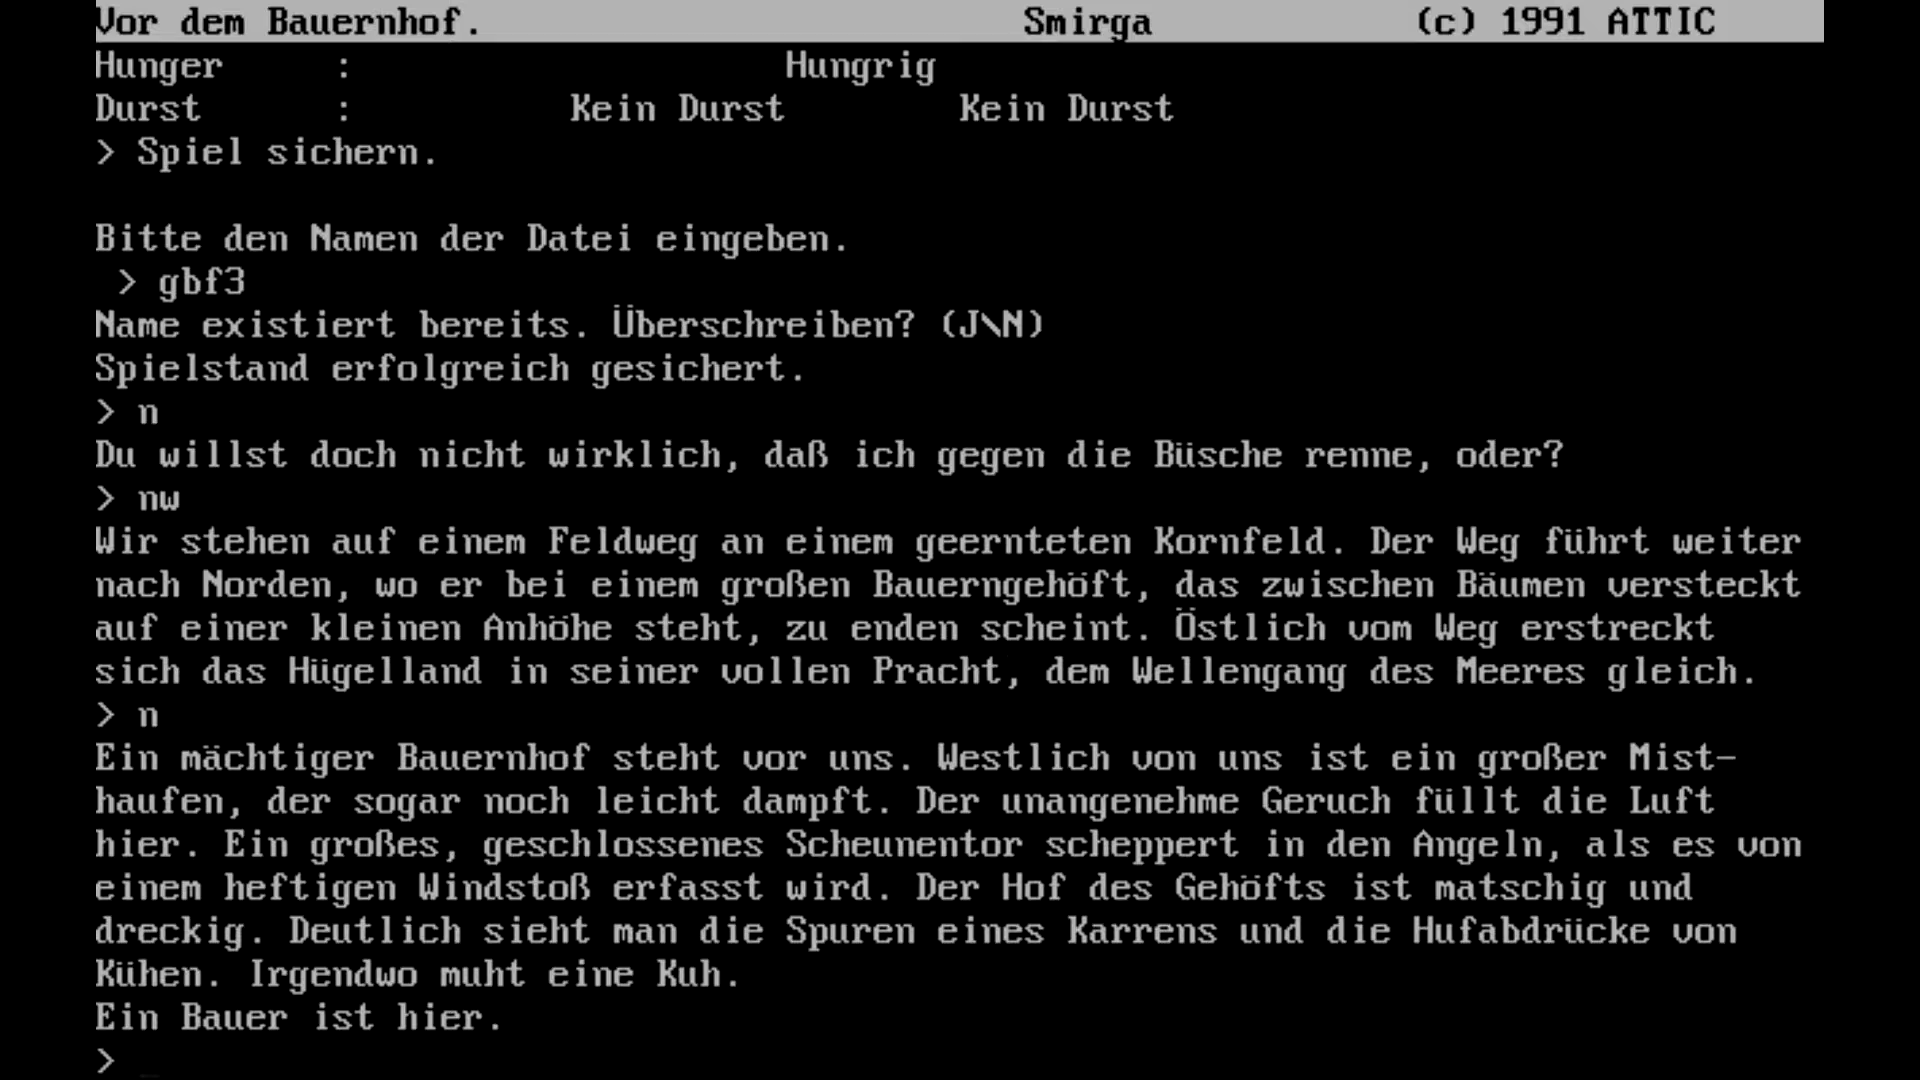 Vor dem Bauernhof. Smirga (c) 1991 ATTIC
Hunger : Hungrig
Durst : Kein Durst Kein Durst
> Spiel sichern.
Bitte den Namen der Datei eingeben.
> gbf3
Name existiert bereits. Überschreiben? (J\N)
Spielstand erfolgreich gesichert.
> n
Du willst doch nicht wirklich, daß ich gegen die Büsche renne, oder?
> nw
Wir stehen auf einem Feldweg an einem geernteten Kornfeld. Der Weg führt weiter
nach Norden, wo er bei einem großen Bauerngehöft, das zwischen Bäumen versteckt
auf einer kleinen Anhöhe steht, zu enden scheint. Östlich vom Weg erstreckt
sich das Hügelland in seiner vollen Pracht, dem Wellengang des Meeres gleich.
> n
Ein mächtiger Bauernhof steht vor uns. Westlich von uns ist ein großer Mist-
haufen, der sogar noch leicht dampft. Der unangenehme Geruch füllt die Luft
hier. Ein großes, geschlossenes Scheunentor scheppert in den Angeln, als es von
einem heftigen Windstoß erfasst wird. Der Hof des Gehöfts ist matschig und
dreckig. Deutlich sieht man die Spuren eines Karrens und die Hufabdrücke von
Kühen. Irgendwo muht eine Kuh.
Ein Bauer ist hier.
>